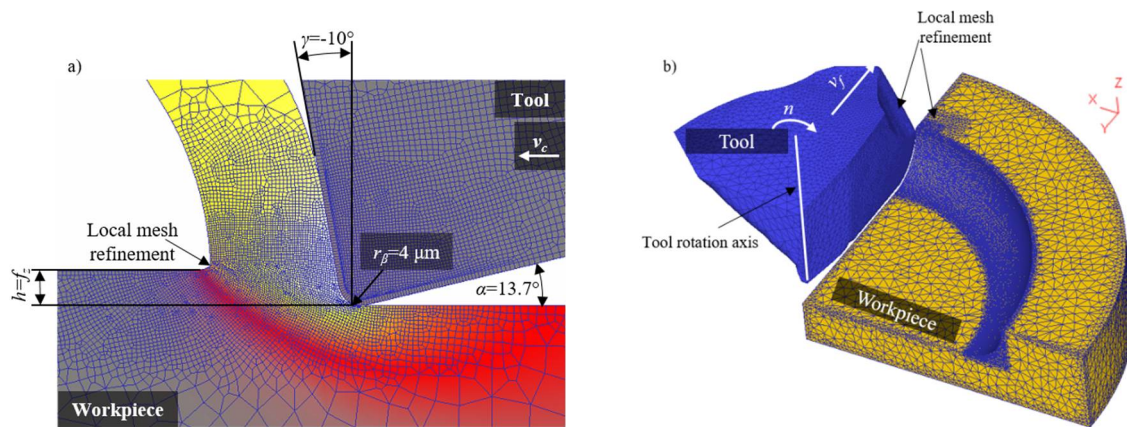 a)
γ=-10°
Tool
v_c
Local mesh
refinement
r_β=4 μm
h=f_z
α=13.7°
Workpiece
b)
Local mesh
refinement
v_f
n
Tool
Tool rotation axis
Workpiece
X
Y
Z